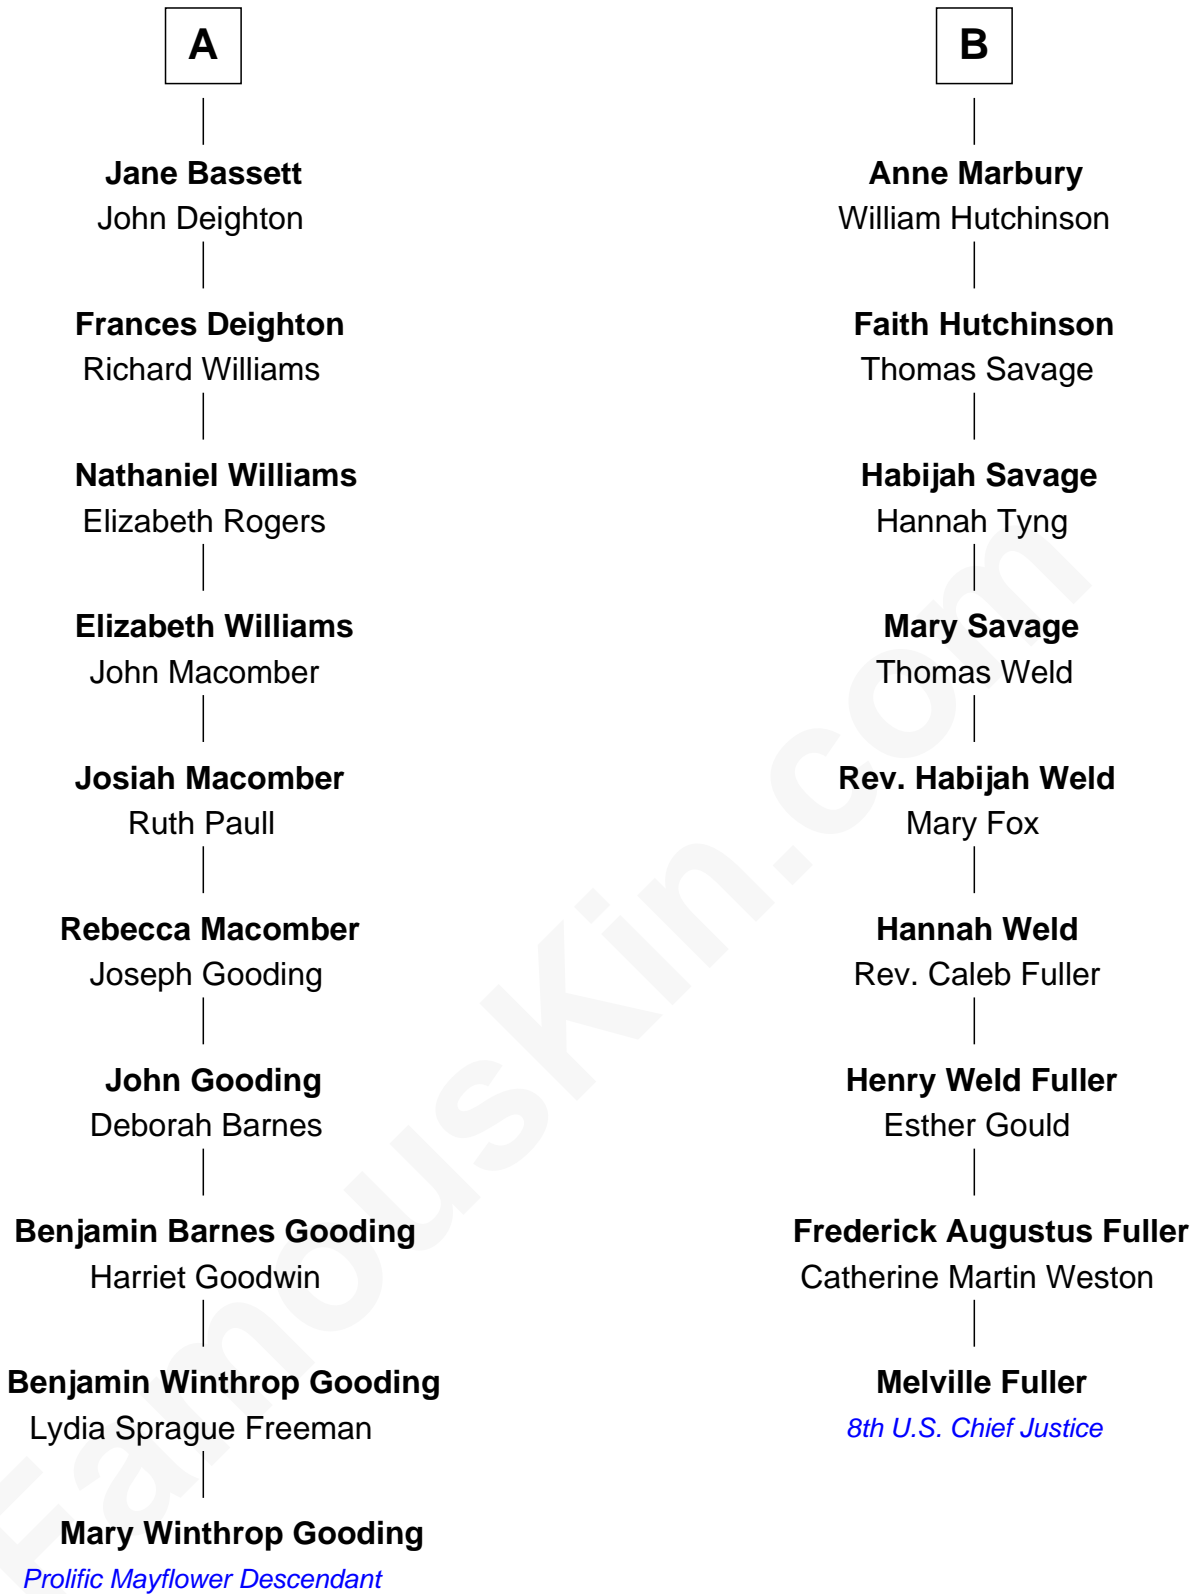 A
Jane Bassett
John Deighton
Frances Deighton
Richard Williams
Nathaniel Williams
Elizabeth Rogers
Elizabeth Williams
John Macomber
Josiah Macomber
Ruth Paull
Rebecca Macomber
Joseph Gooding
John Gooding
Deborah Barnes
Benjamin Barnes Gooding
Harriet Goodwin
Benjamin Winthrop Gooding
Lydia Sprague Freeman
Mary Winthrop Gooding
Prolific Mayflower Descendant
B
Anne Marbury
William Hutchinson
Faith Hutchinson
Thomas Savage
Habijah Savage
Hannah Tyng
Mary Savage
Thomas Weld
Rev. Habijah Weld
Mary Fox
Hannah Weld
Rev. Caleb Fuller
Henry Weld Fuller
Esther Gould
Frederick Augustus Fuller
Catherine Martin Weston
Melville Fuller
8th U.S. Chief Justice
FamousKin.com